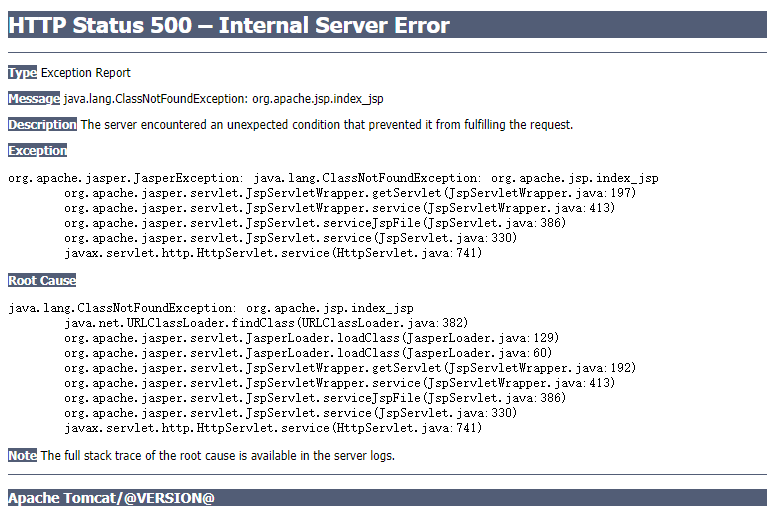 HTTP Status 500 – Internal Server Error
Type Exception Report
Message java.lang.ClassNotFoundException: org.apache.jsp.index_jsp
Description The server encountered an unexpected condition that prevented it from fulfilling the request.
Exception
org.apache.jasper.JasperException: java.lang.ClassNotFoundException: org.apache.jsp.index_jsp
org.apache.jasper.servlet.JspServletWrapper.getServlet(JspServletWrapper.java:197)
org.apache.jasper.servlet.JspServletWrapper.service(JspServletWrapper.java:413)
org.apache.jasper.servlet.JspServlet.serviceJspFile(JspServlet.java:386)
org.apache.jasper.servlet.JspServlet.service(JspServlet.java:330)
javax.servlet.http.HttpServlet.service(HttpServlet.java:741)
Root Cause
java.lang.ClassNotFoundException: org.apache.jsp.index_jsp
java.net.URLClassLoader.findClass(URLClassLoader.java:382)
org.apache.jasper.servlet.JasperLoader.loadClass(JasperLoader.java:129)
org.apache.jasper.servlet.JasperLoader.loadClass(JasperLoader.java:60)
org.apache.jasper.servlet.JspServletWrapper.getServlet(JspServletWrapper.java:192)
org.apache.jasper.servlet.JspServletWrapper.service(JspServletWrapper.java:413)
org.apache.jasper.servlet.JspServlet.serviceJspFile(JspServlet.java:386)
org.apache.jasper.servlet.JspServlet.service(JspServlet.java:330)
javax.servlet.http.HttpServlet.service(HttpServlet.java:741)
Note The full stack trace of the root cause is available in the server logs.
Apache Tomcat/@VERSION@